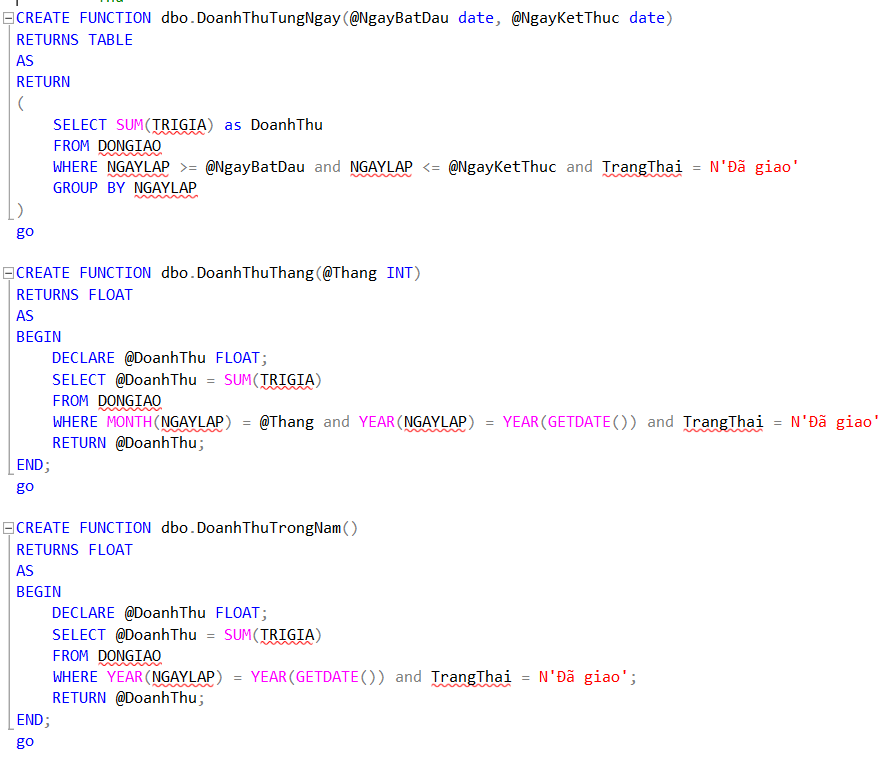 CREATE FUNCTION dbo.DoanhThuTungNgay(@NgayBatDau date, @NgayKetThuc date)
RETURNS TABLE
AS
RETURN
(
    SELECT SUM(TRIGIA) as DoanhThu
    FROM DONGIAO
    WHERE NGAYLAP >= @NgayBatDau and NGAYLAP <= @NgayKetThuc and TrangThai = N'Đã giao'
    GROUP BY NGAYLAP
)
go

CREATE FUNCTION dbo.DoanhThuThang(@Thang INT)
RETURNS FLOAT
AS
BEGIN
    DECLARE @DoanhThu FLOAT;
    SELECT @DoanhThu = SUM(TRIGIA)
    FROM DONGIAO
    WHERE MONTH(NGAYLAP) = @Thang and YEAR(NGAYLAP) = YEAR(GETDATE()) and TrangThai = N'Đã giao'
    RETURN @DoanhThu;
END;
go

CREATE FUNCTION dbo.DoanhThuTrongNam()
RETURNS FLOAT
AS
BEGIN
    DECLARE @DoanhThu FLOAT;
    SELECT @DoanhThu = SUM(TRIGIA)
    FROM DONGIAO
    WHERE YEAR(NGAYLAP) = YEAR(GETDATE()) and TrangThai = N'Đã giao';
    RETURN @DoanhThu;
END;
go